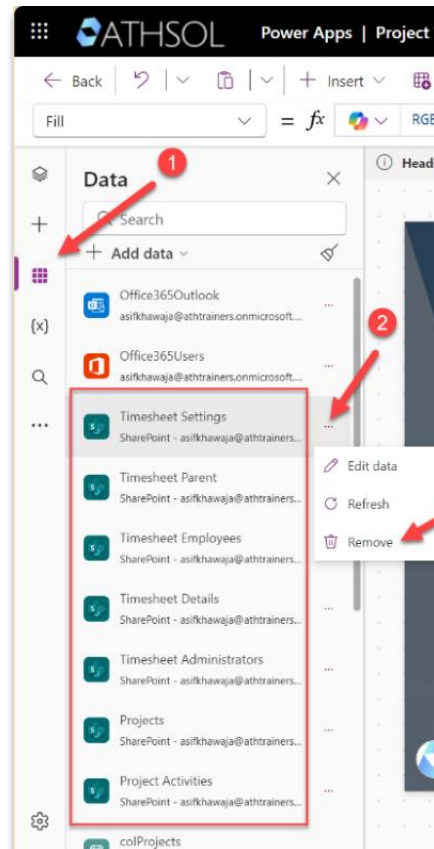 ATHSOL Power Apps | Project
Back Insert
Fill = fx RGB
Data
1
Head
Search
Add data
Office365Outlook
asifkhawaja@athtrainers.onmicrosoft....
2
Office365Users
asifkhawaja@athtrainers.onmicrosoft....
Timesheet Settings
SharePoint - asifkhawaja@athtrainers...
Edit data
Timesheet Parent
SharePoint - asifkhawaja@athtrainers...
Refresh
Remove
Timesheet Employees
SharePoint - asifkhawaja@athtrainers...
Timesheet Details
SharePoint - asifkhawaja@athtrainers...
Timesheet Administrators
SharePoint - asifkhawaja@athtrainers...
Projects
SharePoint - asifkhawaja@athtrainers...
Project Activities
SharePoint - asifkhawaja@athtrainers...
colProjects